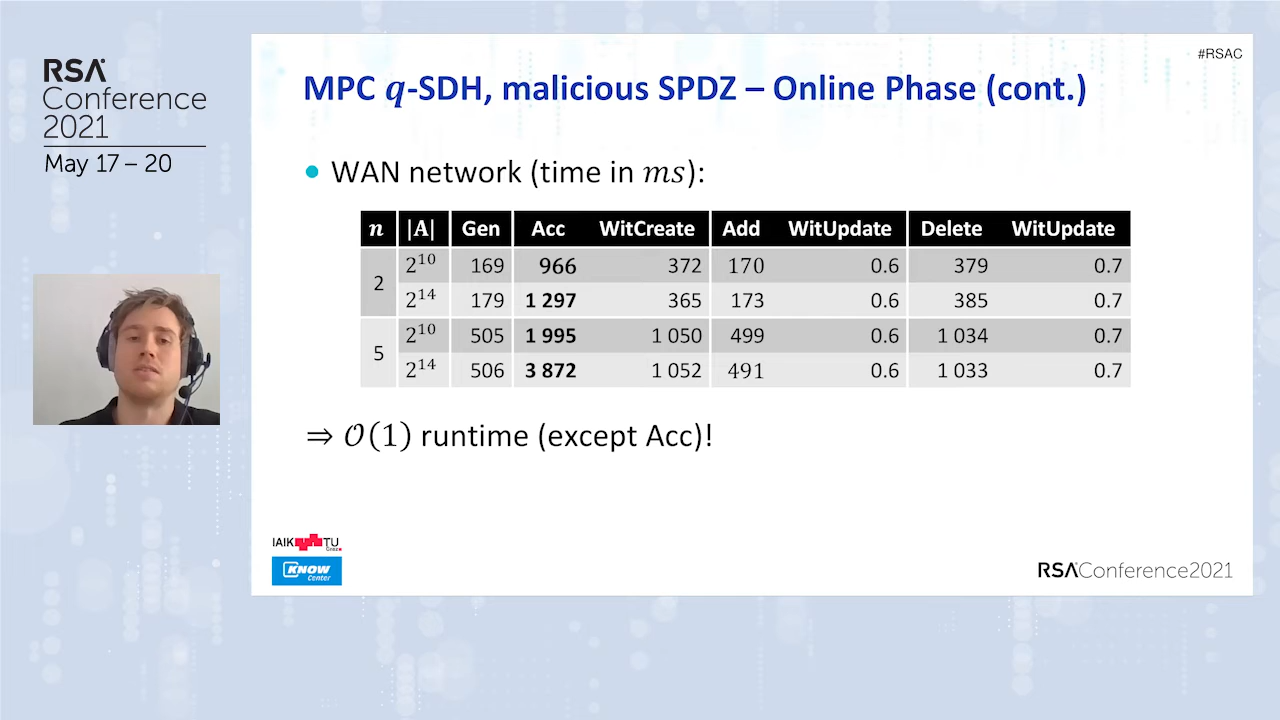 RSA
Conference
2021
May 17 – 20
#RSAC
MPC q-SDH, malicious SPDZ – Online Phase (cont.)
• WAN network (time in ms):
n |A| Gen Acc WitCreate Add WitUpdate Delete WitUpdate
2 2^10 169 966 372 170 0.6 379 0.7
2^14 179 1 297 365 173 0.6 385 0.7
5 2^10 505 1 995 1 050 499 0.6 1 034 0.7
2^14 506 3 872 1 052 491 0.6 1 033 0.7
⇒ 𝒪(1) runtime (except Acc)!
IAIK TU
Graz
KNOW
Center
RSAConference2021